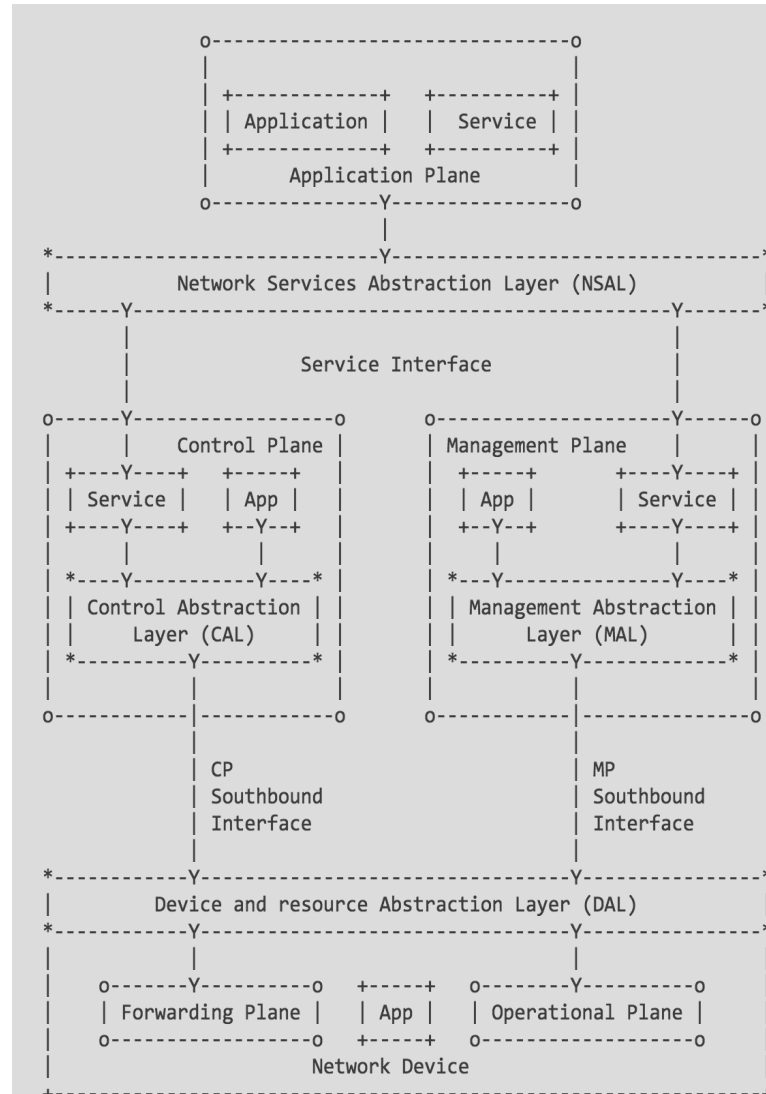 Application Service
Application Plane
Network Services Abstraction Layer (NSAL)
Service Interface
Control Plane Management Plane
Service App App Service
Control Abstraction Management Abstraction
Layer (CAL) Layer (MAL)
CP MP
Southbound Southbound
Interface Interface
Device and resource Abstraction Layer (DAL)
Forwarding Plane App Operational Plane
Network Device